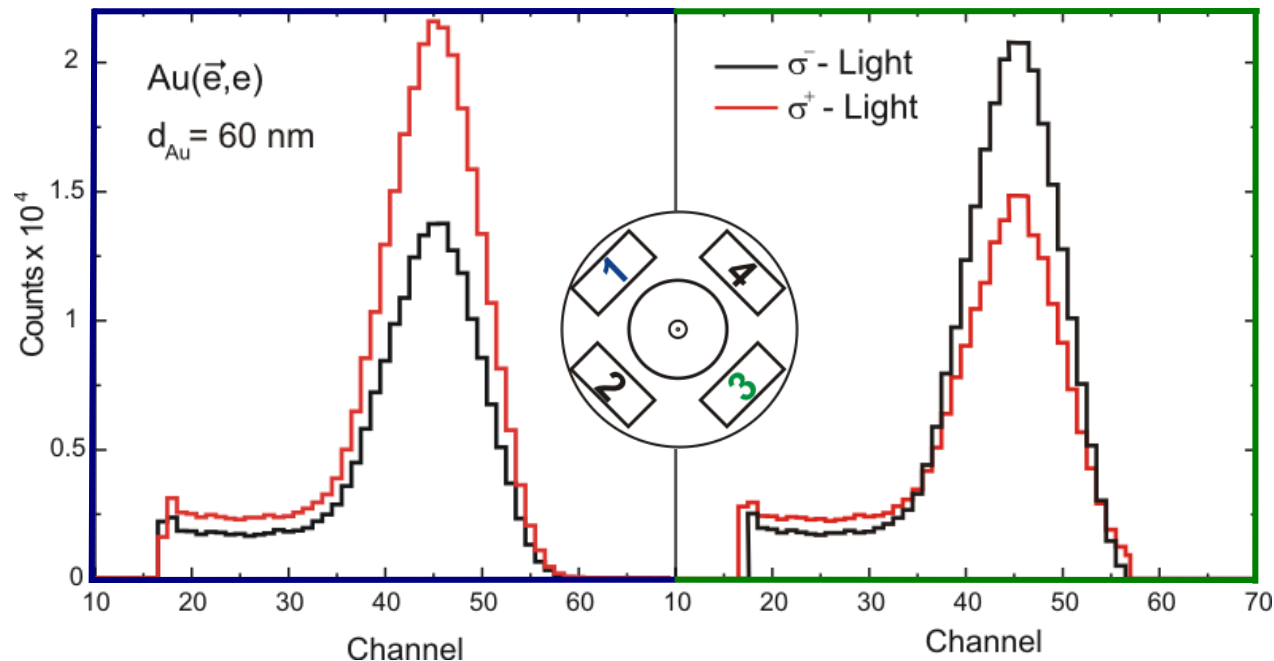 Au(e⃗,e)
d_Au = 60 nm
σ⁻ - Light
σ⁺ - Light
Counts x 10⁴
2
1.5
1
0.5
0
1
4
2
3
10 20 30 40 50 60 10 20 30 40 50 60 70
Channel
Channel